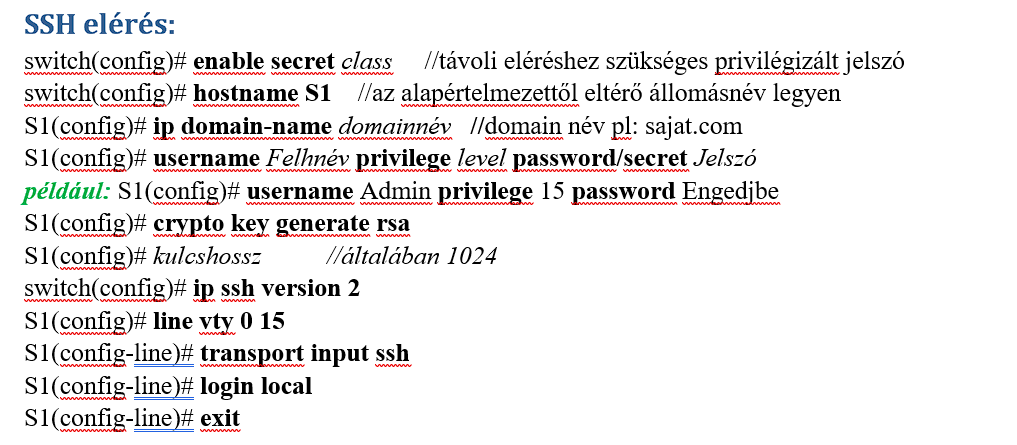 SSH elérés:
switch(config)# enable secret class //távoli eléréshez szükséges privilégizált jelszó
switch(config)# hostname S1 //az alapértelmezettől eltérő állomásnév legyen
S1(config)# ip domain-name domainnév //domain név pl: sajat.com
S1(config)# username Felhnév privilege level password/secret Jelszó
például: S1(config)# username Admin privilege 15 password Engedjbe
S1(config)# crypto key generate rsa
S1(config)# kulcshossz //általában 1024
switch(config)# ip ssh version 2
S1(config)# line vty 0 15
S1(config-line)# transport input ssh
S1(config-line)# login local
S1(config-line)# exit